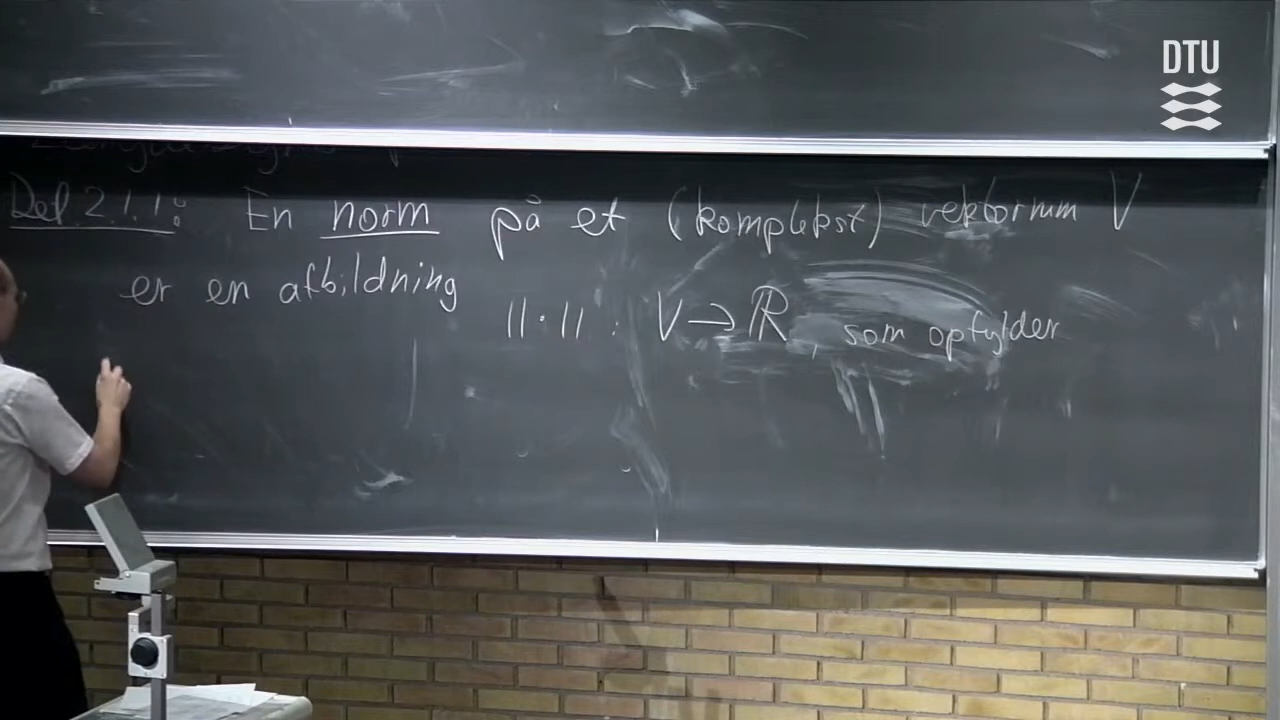 DTU
Def 2.1.1: En norm på et (komplekst) vektorrum V
er en afbildning
||·|| : V → ℝ, som opfylder